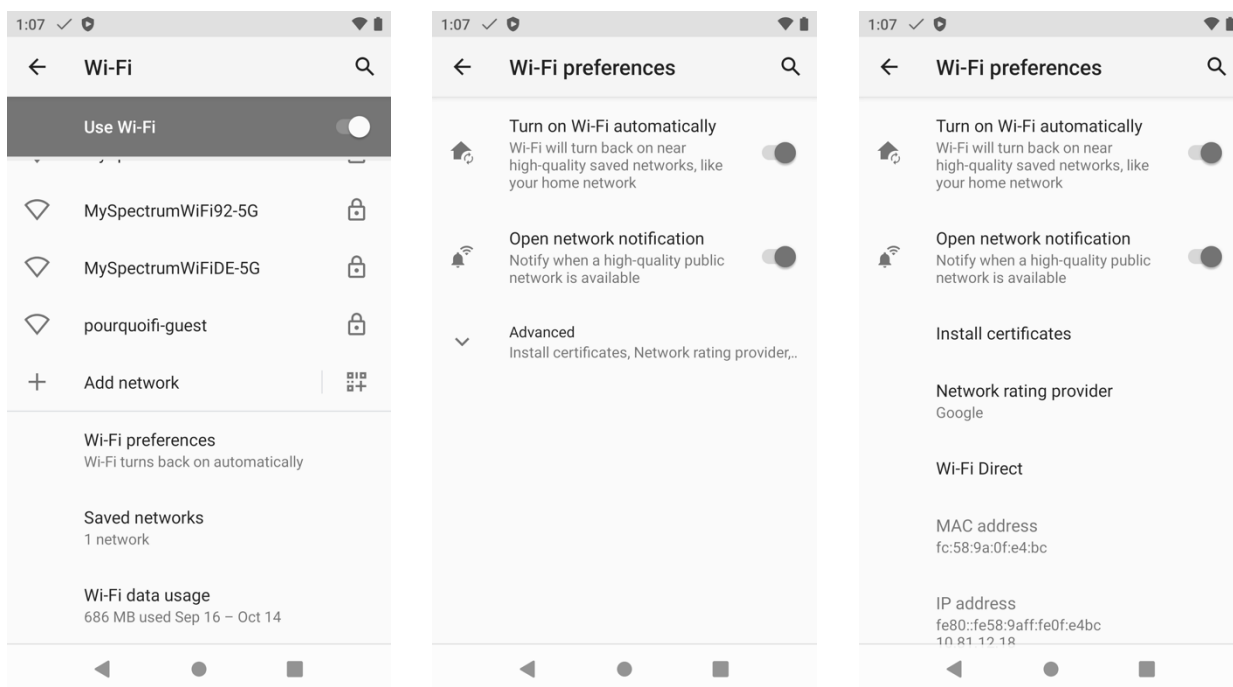 1:07
Wi-Fi
Use Wi-Fi
MySpectrumWiFi92-5G
MySpectrumWiFiDE-5G
pourquoifi-guest
Add network
Wi-Fi preferences
Wi-Fi turns back on automatically
Saved networks
1 network
Wi-Fi data usage
686 MB used Sep 16 – Oct 14
1:07
Wi-Fi preferences
Turn on Wi-Fi automatically
Wi-Fi will turn back on near
high-quality saved networks, like
your home network
Open network notification
Notify when a high-quality public
network is available
Advanced
Install certificates, Network rating provider,..
1:07
Wi-Fi preferences
Turn on Wi-Fi automatically
Wi-Fi will turn back on near
high-quality saved networks, like
your home network
Open network notification
Notify when a high-quality public
network is available
Install certificates
Network rating provider
Google
Wi-Fi Direct
MAC address
fc:58:9a:0f:e4:bc
IP address
fe80::fe58:9aff:fe0f:e4bc
10.81.12.18